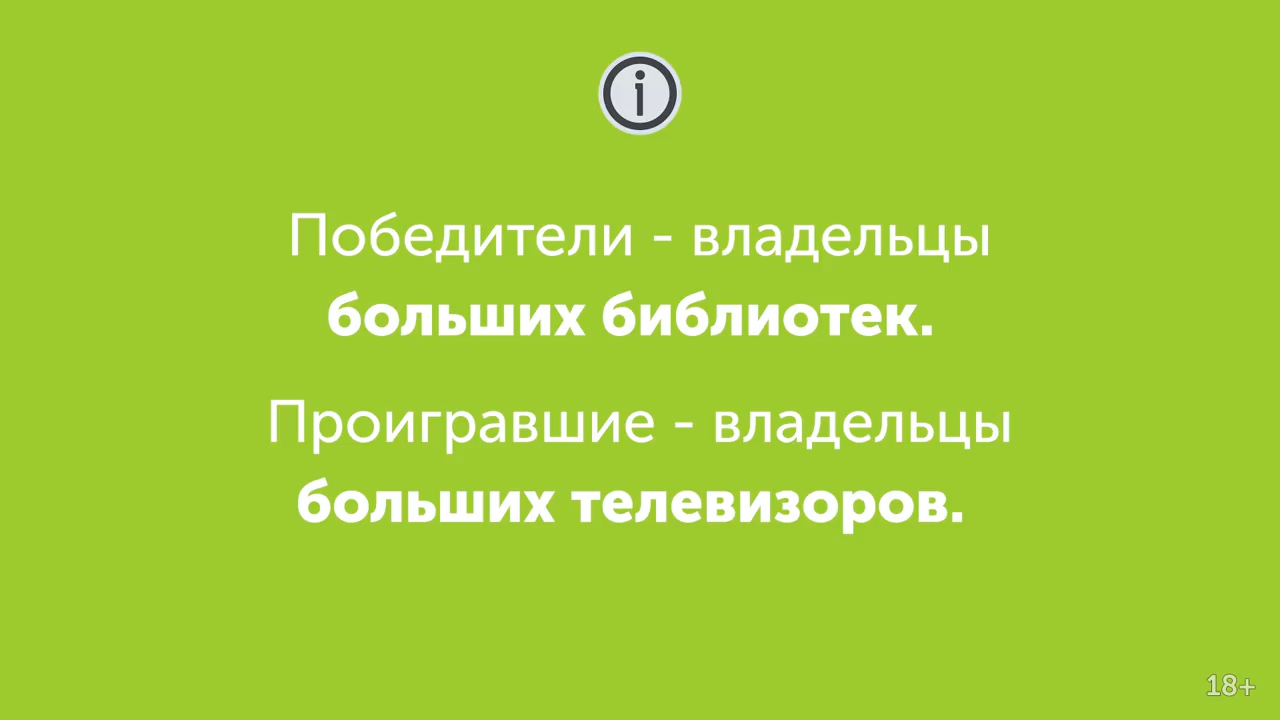 Победители - владельцы
больших библиотек.
Проигравшие - владельцы
больших телевизоров.
18+